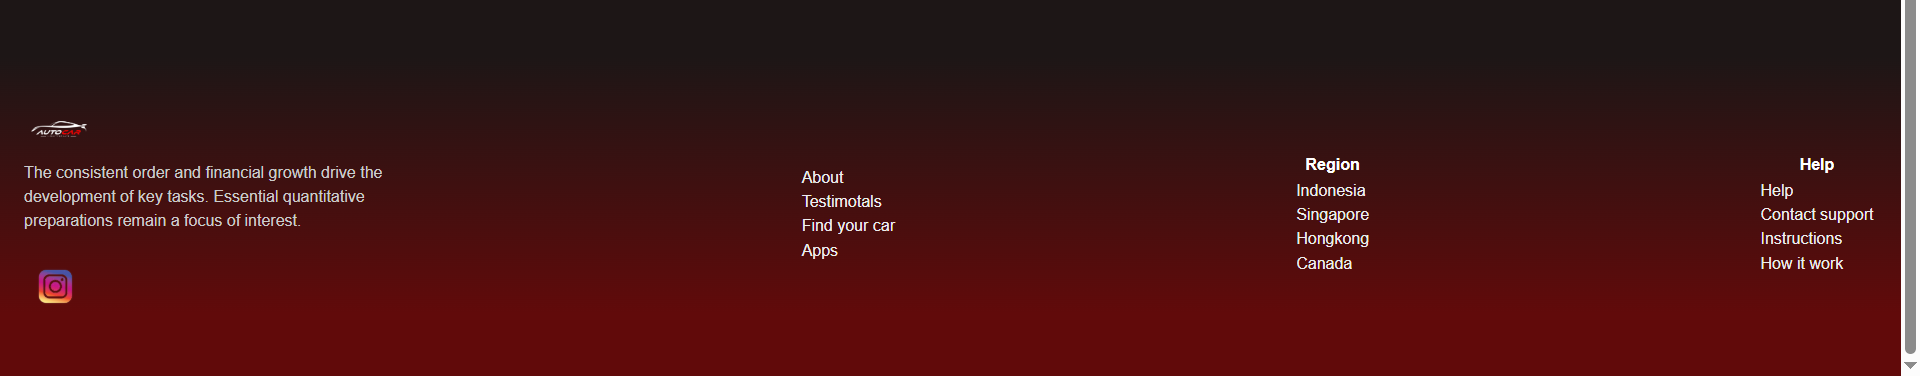 AUTOCAR
The consistent order and financial growth drive the
development of key tasks. Essential quantitative
preparations remain a focus of interest.
About
Testimotals
Find your car
Apps
Region
Indonesia
Singapore
Hongkong
Canada
Help
Help
Contact support
Instructions
How it work